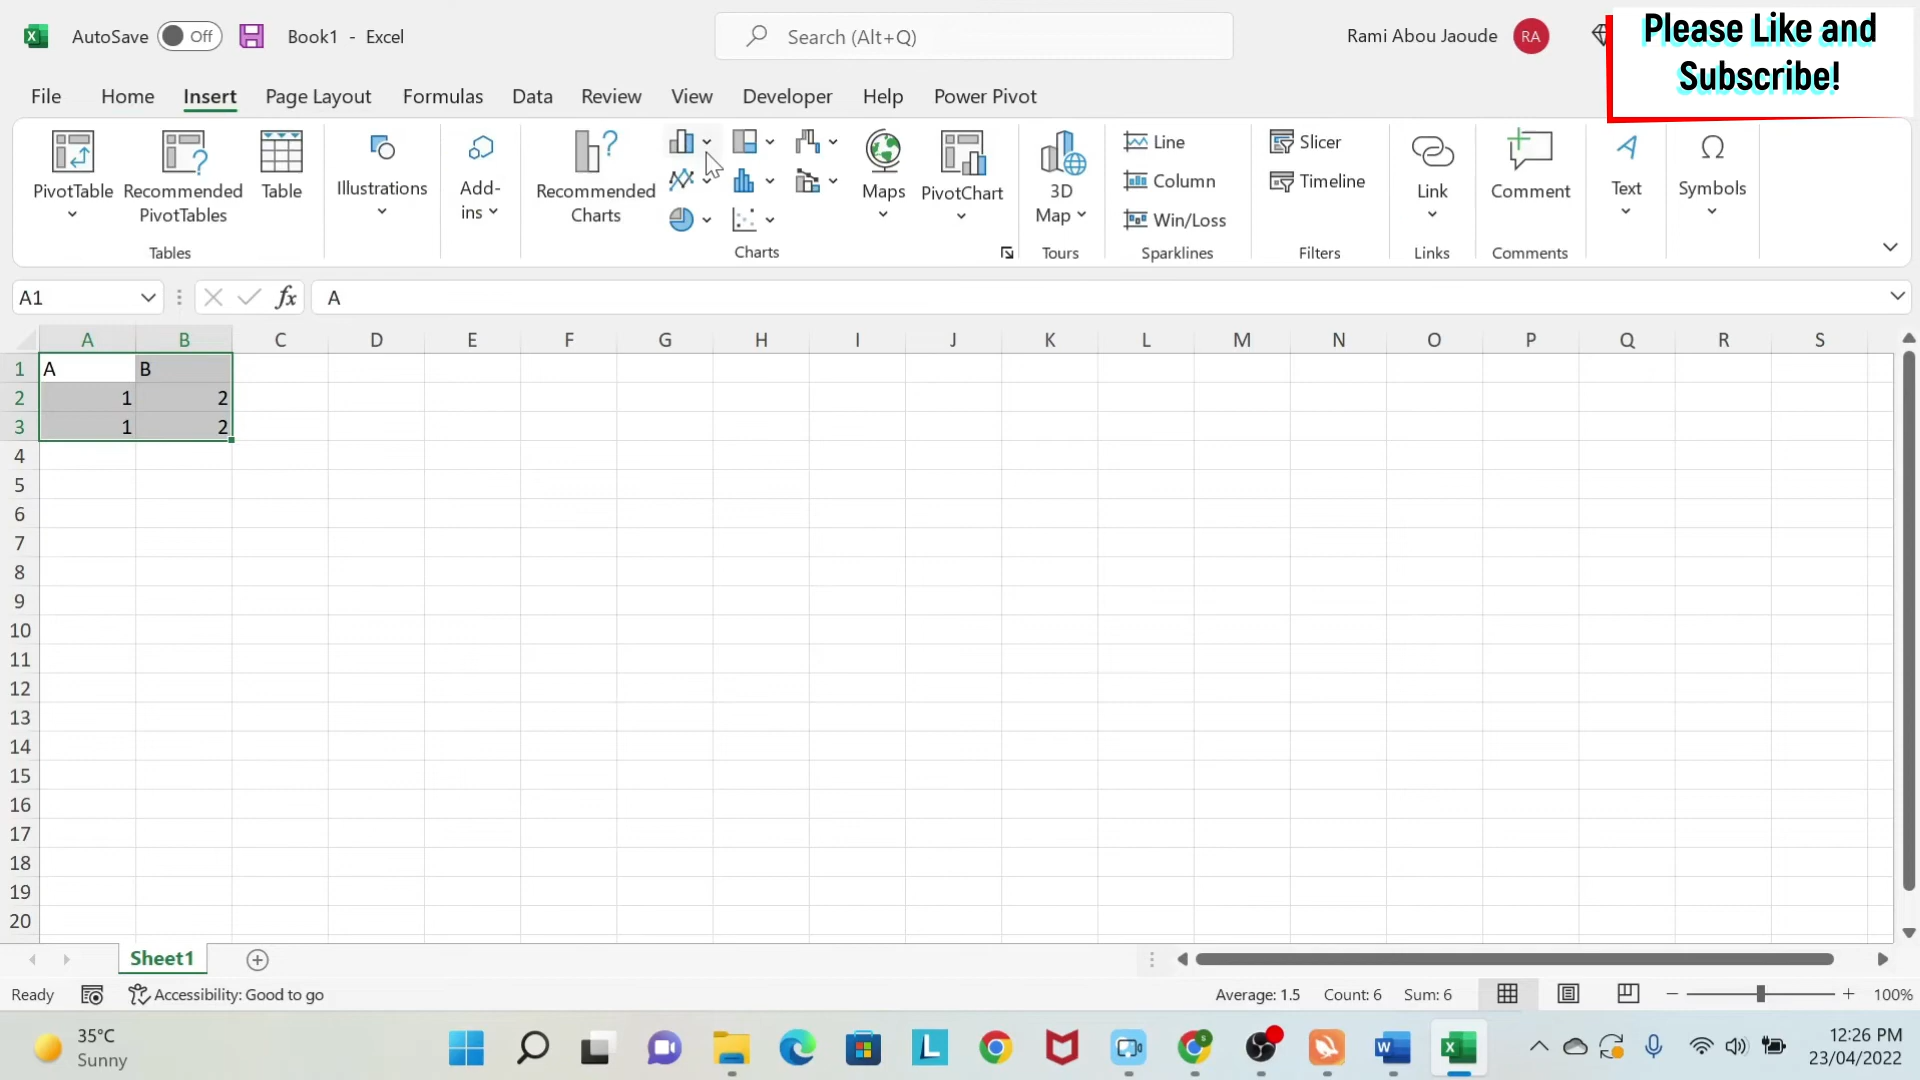 AutoSave Off Book1 - Excel Search (Alt+Q) Rami Abou Jaoude RA
Please Like and
Subscribe!
File Home Insert Page Layout Formulas Data Review View Developer Help Power Pivot
PivotTable Recommended PivotTables Table
Illustrations
Add-ins
Recommended Charts
Maps PivotChart
3D Map
Line
Column
Win/Loss
Slicer
Timeline
Link
Comment
Text
Symbols
Tables Charts Tours Sparklines Filters Links Comments
A1 fx A
A B C D E F G H I J K L M N O P Q R S
1 A B
2 1 2
3 1 2
4
5
6
7
8
9
10
11
12
13
14
15
16
17
18
19
20
Sheet1
Ready Accessibility: Good to go Average: 1.5 Count: 6 Sum: 6 100%
35°C
Sunny
12:26 PM
23/04/2022